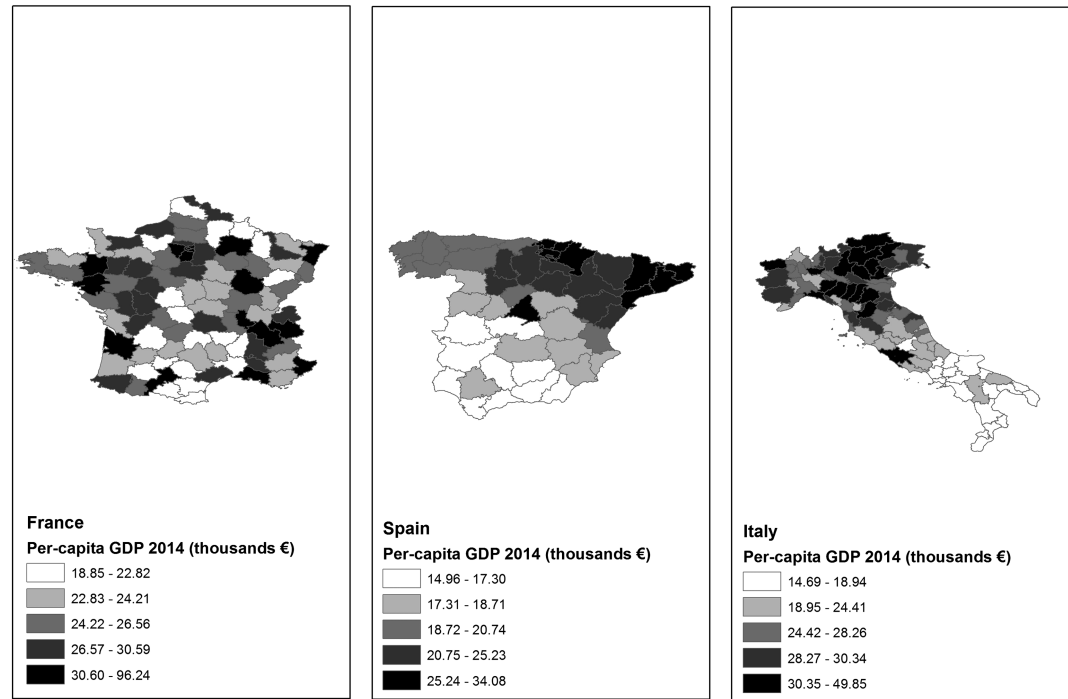 France
Per-capita GDP 2014 (thousands €)
18.85 - 22.82
22.83 - 24.21
24.22 - 26.56
26.57 - 30.59
30.60 - 96.24
Spain
Per-capita GDP 2014 (thousands €)
14.96 - 17.30
17.31 - 18.71
18.72 - 20.74
20.75 - 25.23
25.24 - 34.08
Italy
Per-capita GDP 2014 (thousands €)
14.69 - 18.94
18.95 - 24.41
24.42 - 28.26
28.27 - 30.34
30.35 - 49.85